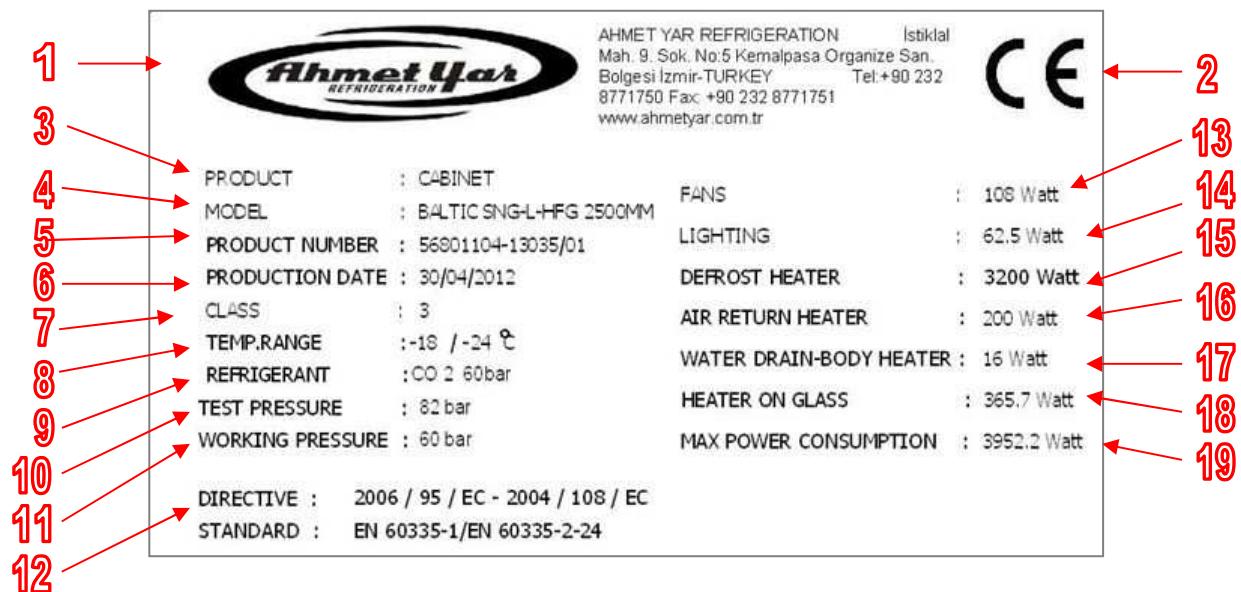 Ahmet Yar
REFRIGERATION
AHMET YAR REFRIGERATION İstiklal
Mah. 9. Sok. No:5 Kemalpasa Organize San.
Bolgesi İzmir-TURKEY Tel:+90 232
8771750 Fax: +90 232 8771751
www.ahmetyar.com.tr
CE
1
2
3
4
5
6
7
8
9
10
11
12
PRODUCT : CABINET
MODEL : BALTIC SNG-L-HFG 2500MM
PRODUCT NUMBER : 56801104-13035/01
PRODUCTION DATE : 30/04/2012
CLASS : 3
TEMP.RANGE :-18 / -24 °C
REFRIGERANT :CO 2 60bar
TEST PRESSURE : 82 bar
WORKING PRESSURE : 60 bar
DIRECTIVE : 2006 / 95 / EC - 2004 / 108 / EC
STANDARD : EN 60335-1/EN 60335-2-24
FANS : 108 Watt
LIGHTING : 62.5 Watt
DEFROST HEATER : 3200 Watt
AIR RETURN HEATER : 200 Watt
WATER DRAIN-BODY HEATER : 16 Watt
HEATER ON GLASS : 365.7 Watt
MAX POWER CONSUMPTION : 3952.2 Watt
13
14
15
16
17
18
19